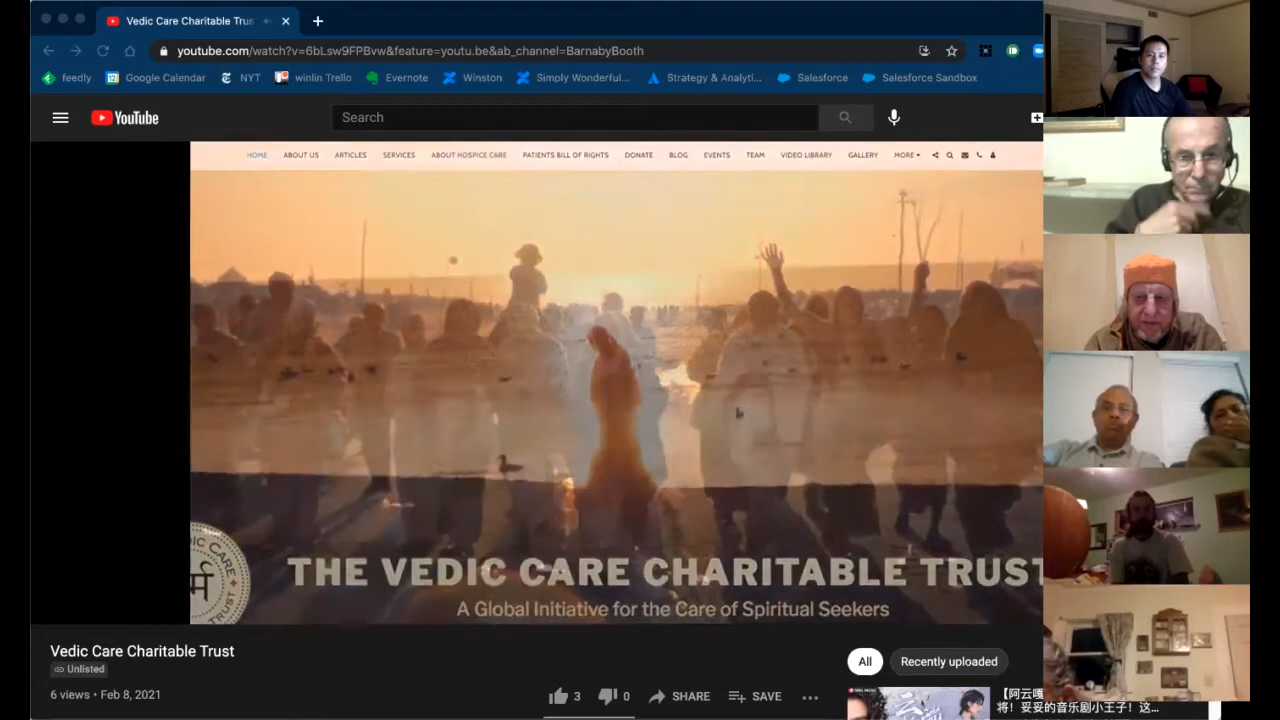 Vedic Care Charitable Trus
youtube.com/watch?v=6bLsw9FPBvw&feature=youtu.be&ab_channel=BarnabyBooth
feedly Google Calendar NYT winlin Trello Evernote Winston Simply Wonderful... Strategy & Analyti... Salesforce Salesforce Sandbox
YouTube Search
HOME ABOUT US ARTICLES SERVICES ABOUT HOSPICE CARE PATIENTS BILL OF RIGHTS DONATE BLOG EVENTS TEAM VIDEO LIBRARY GALLERY MORE
THE VEDIC CARE CHARITABLE TRUST
A Global Initiative for the Care of Spiritual Seekers
Vedic Care Charitable Trust
Unlisted
All Recently uploaded
6 views • Feb 8, 2021 3 0 SHARE SAVE
将！妥妥的音乐剧小王子！这...